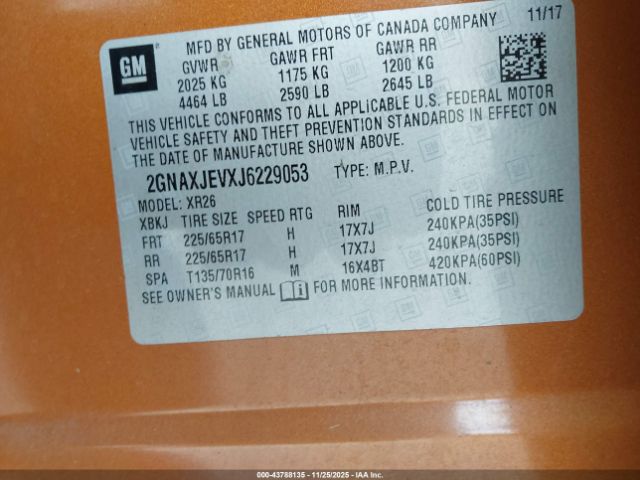 GM
MFD BY GENERAL MOTORS OF CANADA COMPANY 11/17
GVWR GAWR FRT GAWR RR
2025 KG 1175 KG 1200 KG
4464 LB 2590 LB 2645 LB
THIS VEHICLE CONFORMS TO ALL APPLICABLE U.S. FEDERAL MOTOR
VEHICLE SAFETY AND THEFT PREVENTION STANDARDS IN EFFECT ON
THE DATE OF MANUFACTURE SHOWN ABOVE.
2GNAXJEVXJ6229053 TYPE: M.P.V.
MODEL: XR26
XBKJ TIRE SIZE SPEED RTG RIM COLD TIRE PRESSURE
FRT 225/65R17 H 17X7J 240KPA(35PSI)
RR 225/65R17 H 17X7J 240KPA(35PSI)
SPA T135/70R16 M 16X4BT 420KPA(60PSI)
SEE OWNER'S MANUAL FOR MORE INFORMATION.
000-43788135 - 11/25/2025 - IAA Inc.